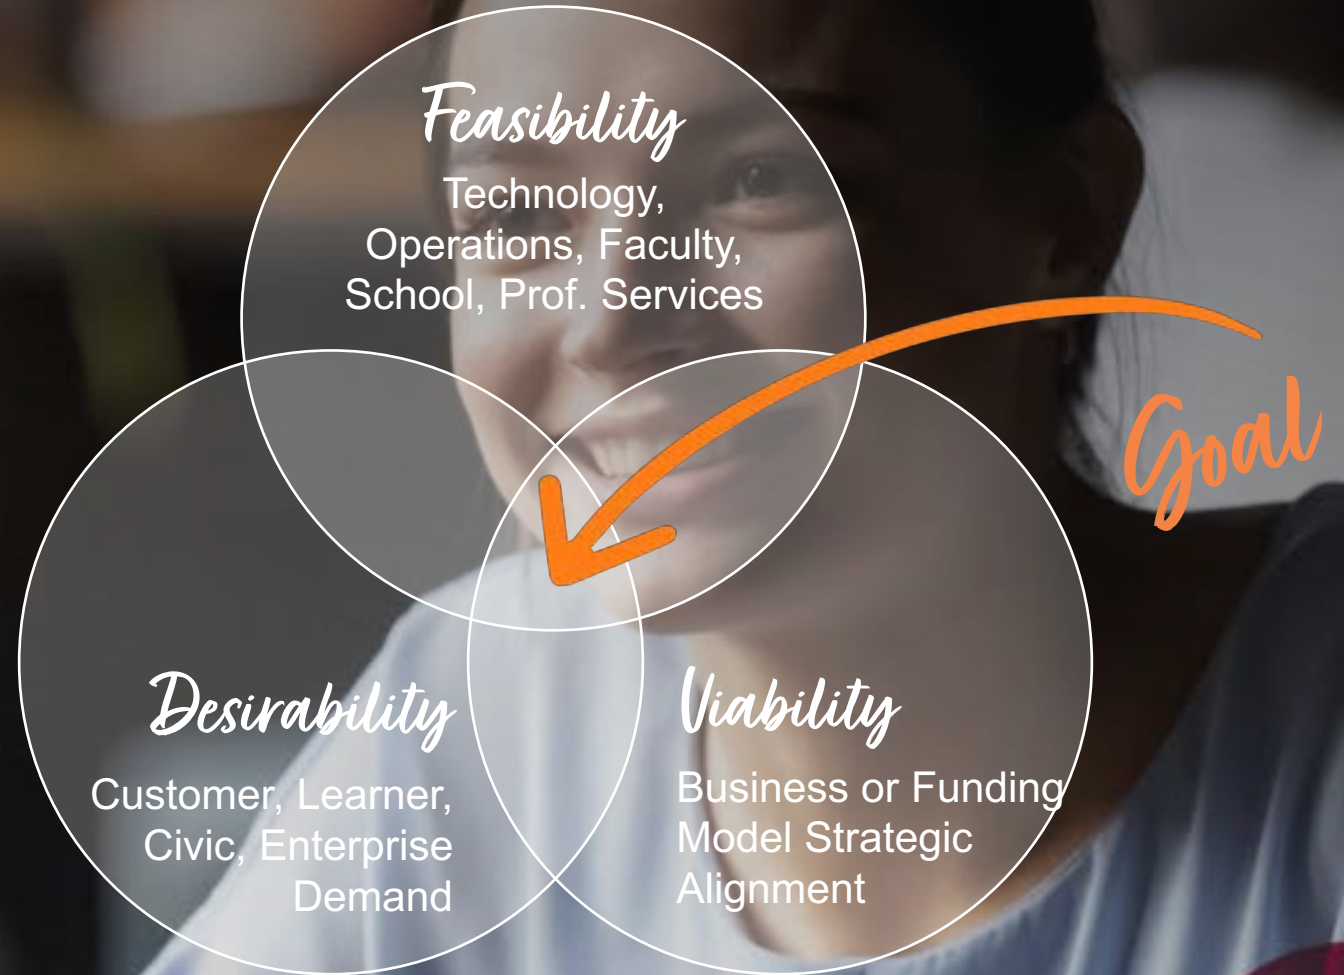 Feasibility
Technology,
Operations, Faculty,
School, Prof. Services
Goal
Desirability
Customer, Learner,
Civic, Enterprise
Demand
Viability
Business or Funding
Model Strategic
Alignment